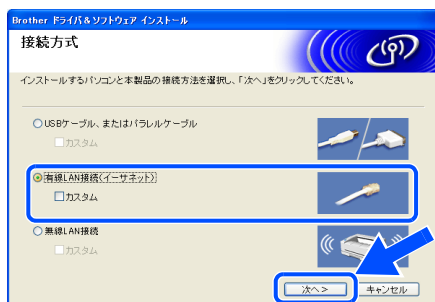 Brother ドライバ&ソフトウェア インストール
接続方式
インストールするパソコンと本製品の接続方法を選択し、「次へ」をクリックしてください。
USBケーブル、またはパラレルケーブル
カスタム
有線LAN接続(イーサネット)
カスタム
無線LAN接続
カスタム
次へ >
キャンセル